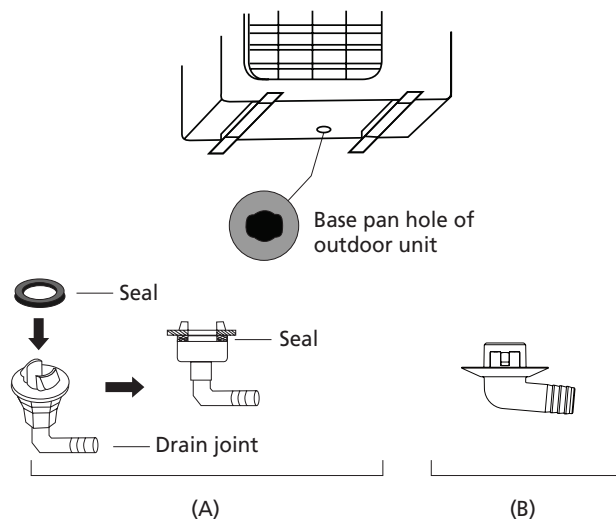 Base pan hole of
outdoor unit
Seal
Seal
Drain joint
(A)
(B)